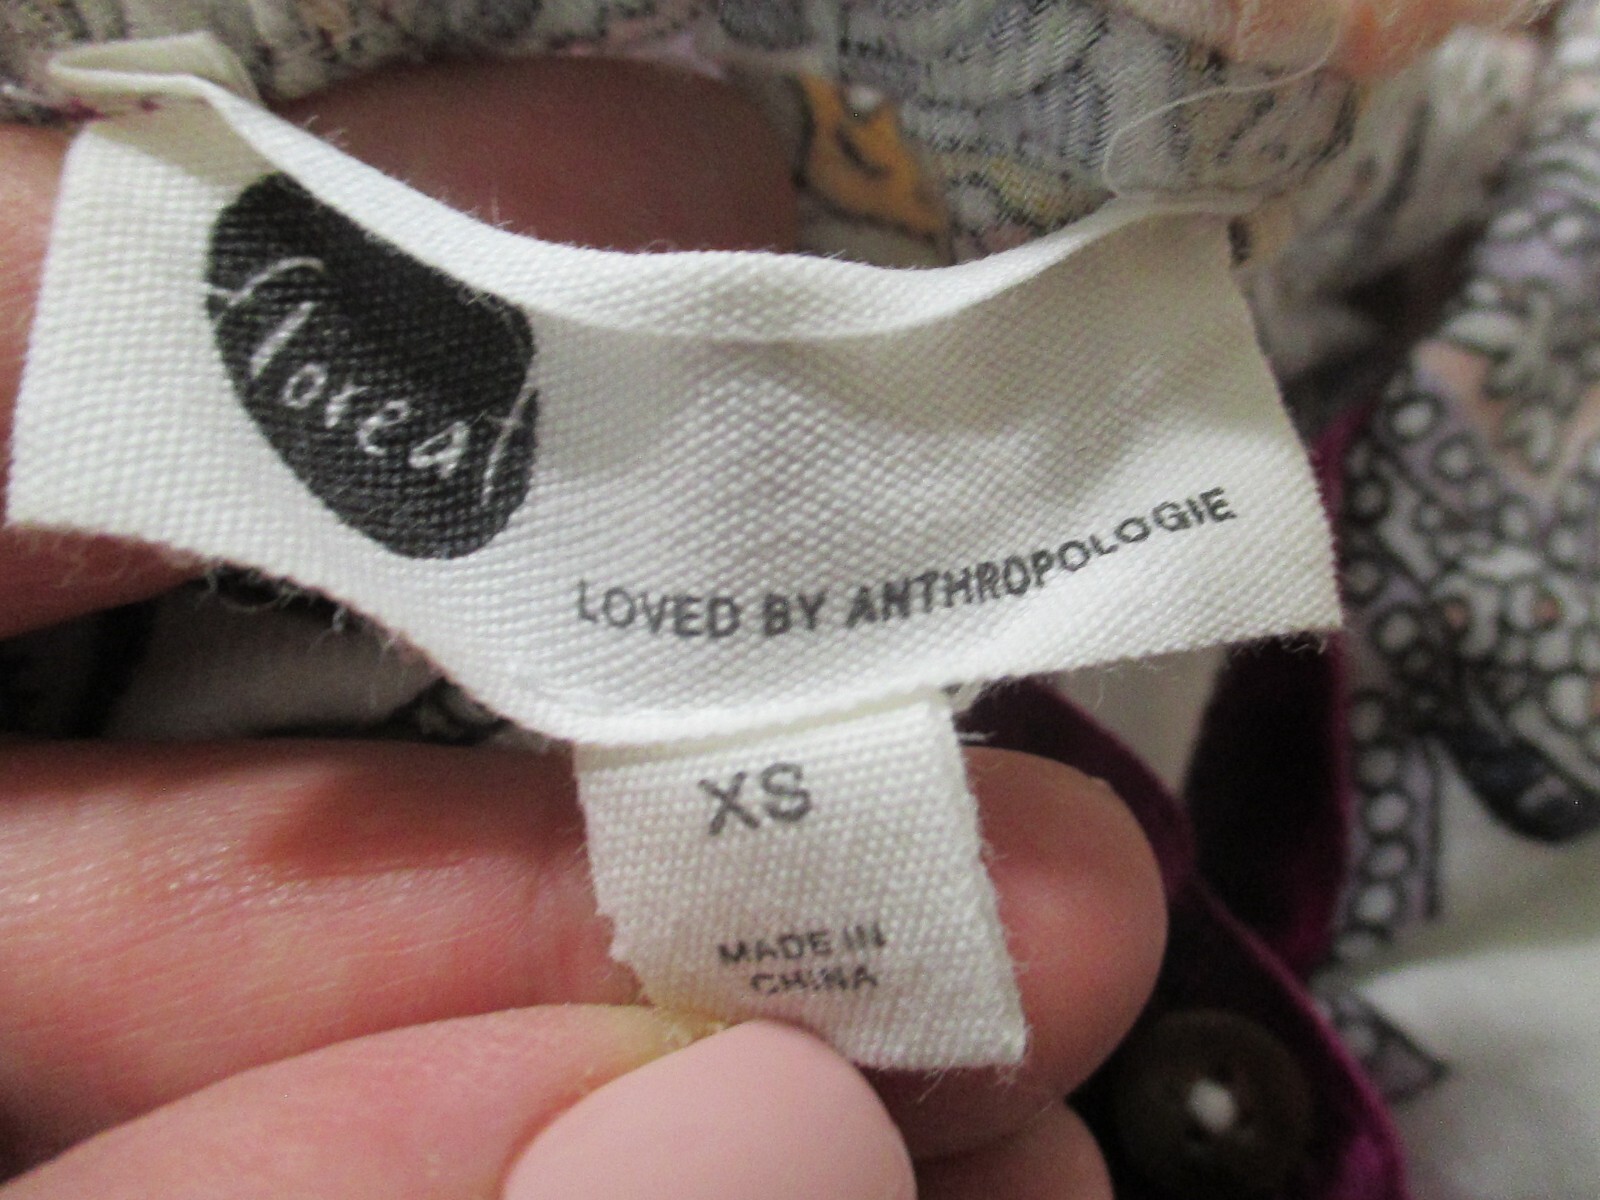 floreat
LOVED BY ANTHROPOLOGIE
XS
MADE IN
CHINA